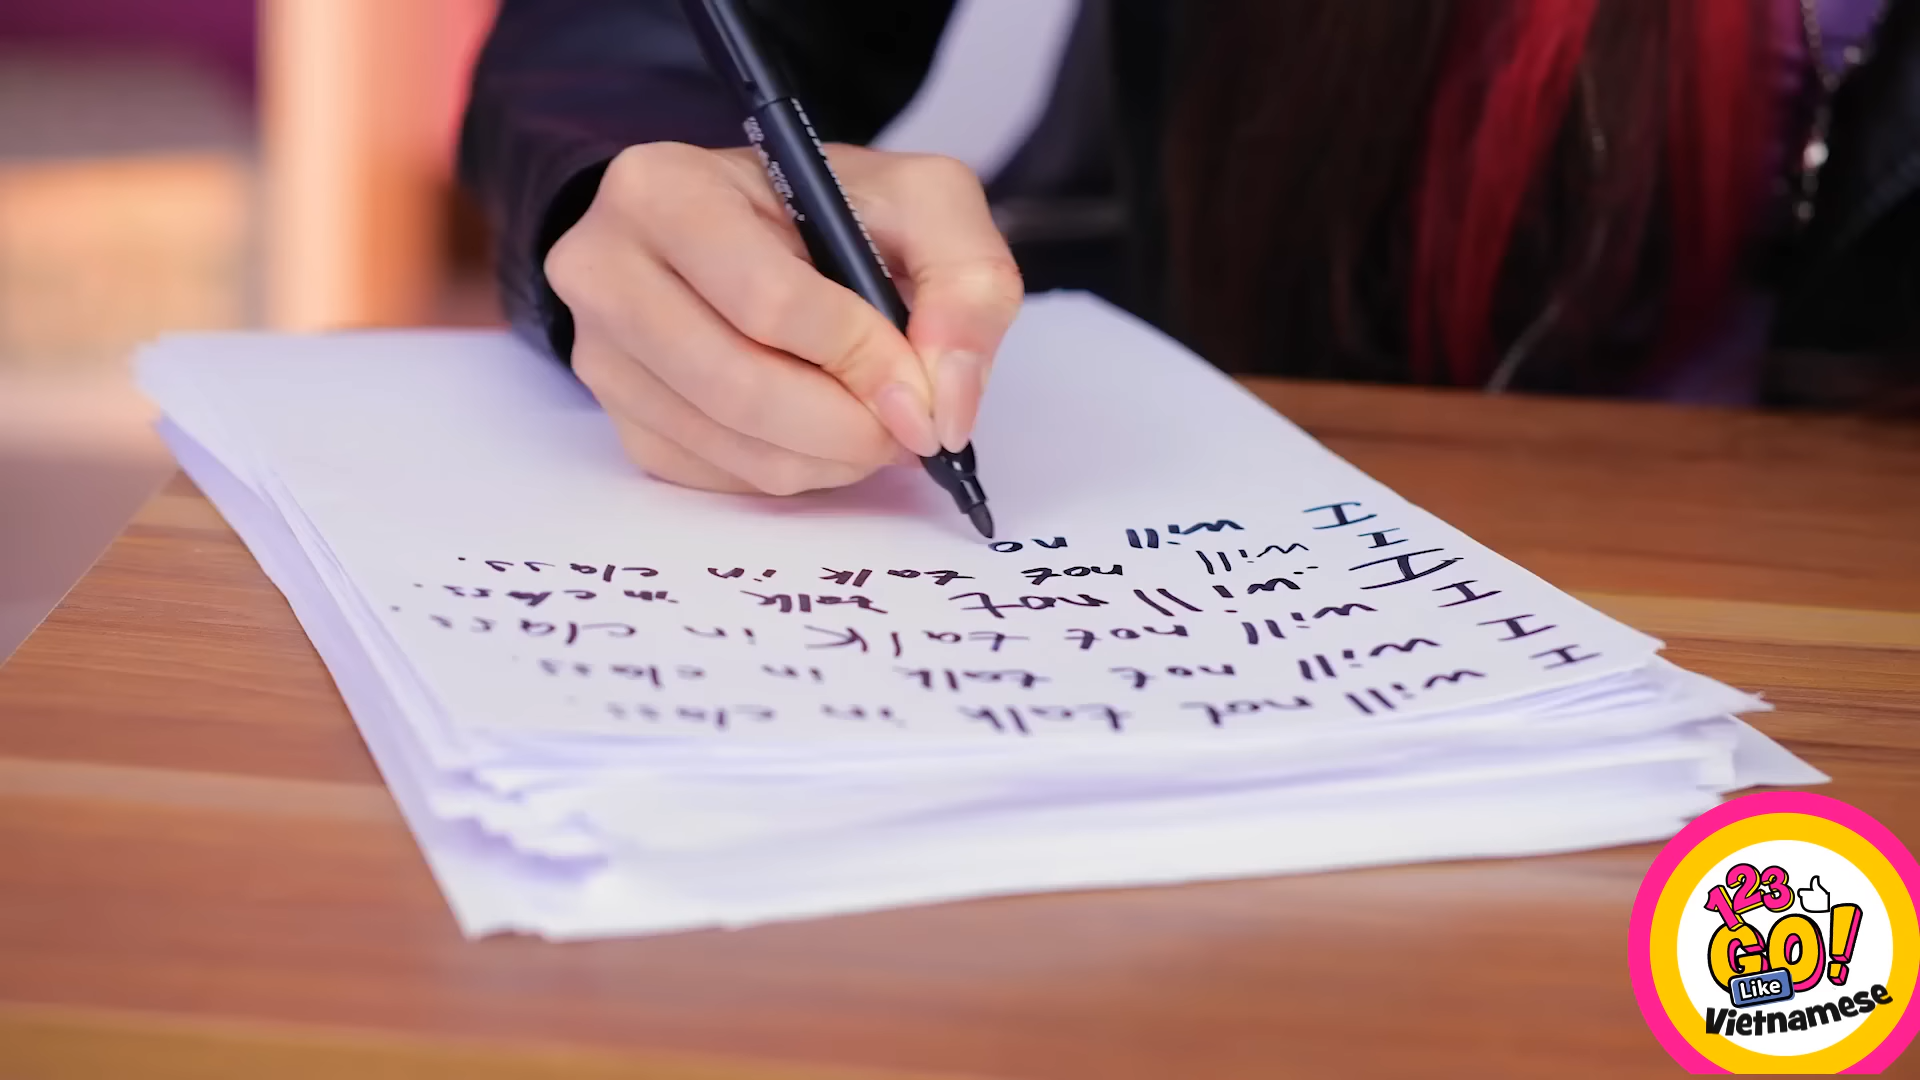 I will not talk in class.
I will not talk in class.
I will not talk in class.
I will not talk in class.
I will not talk in class.
I will no
123
GO!
Like
Vietnamese